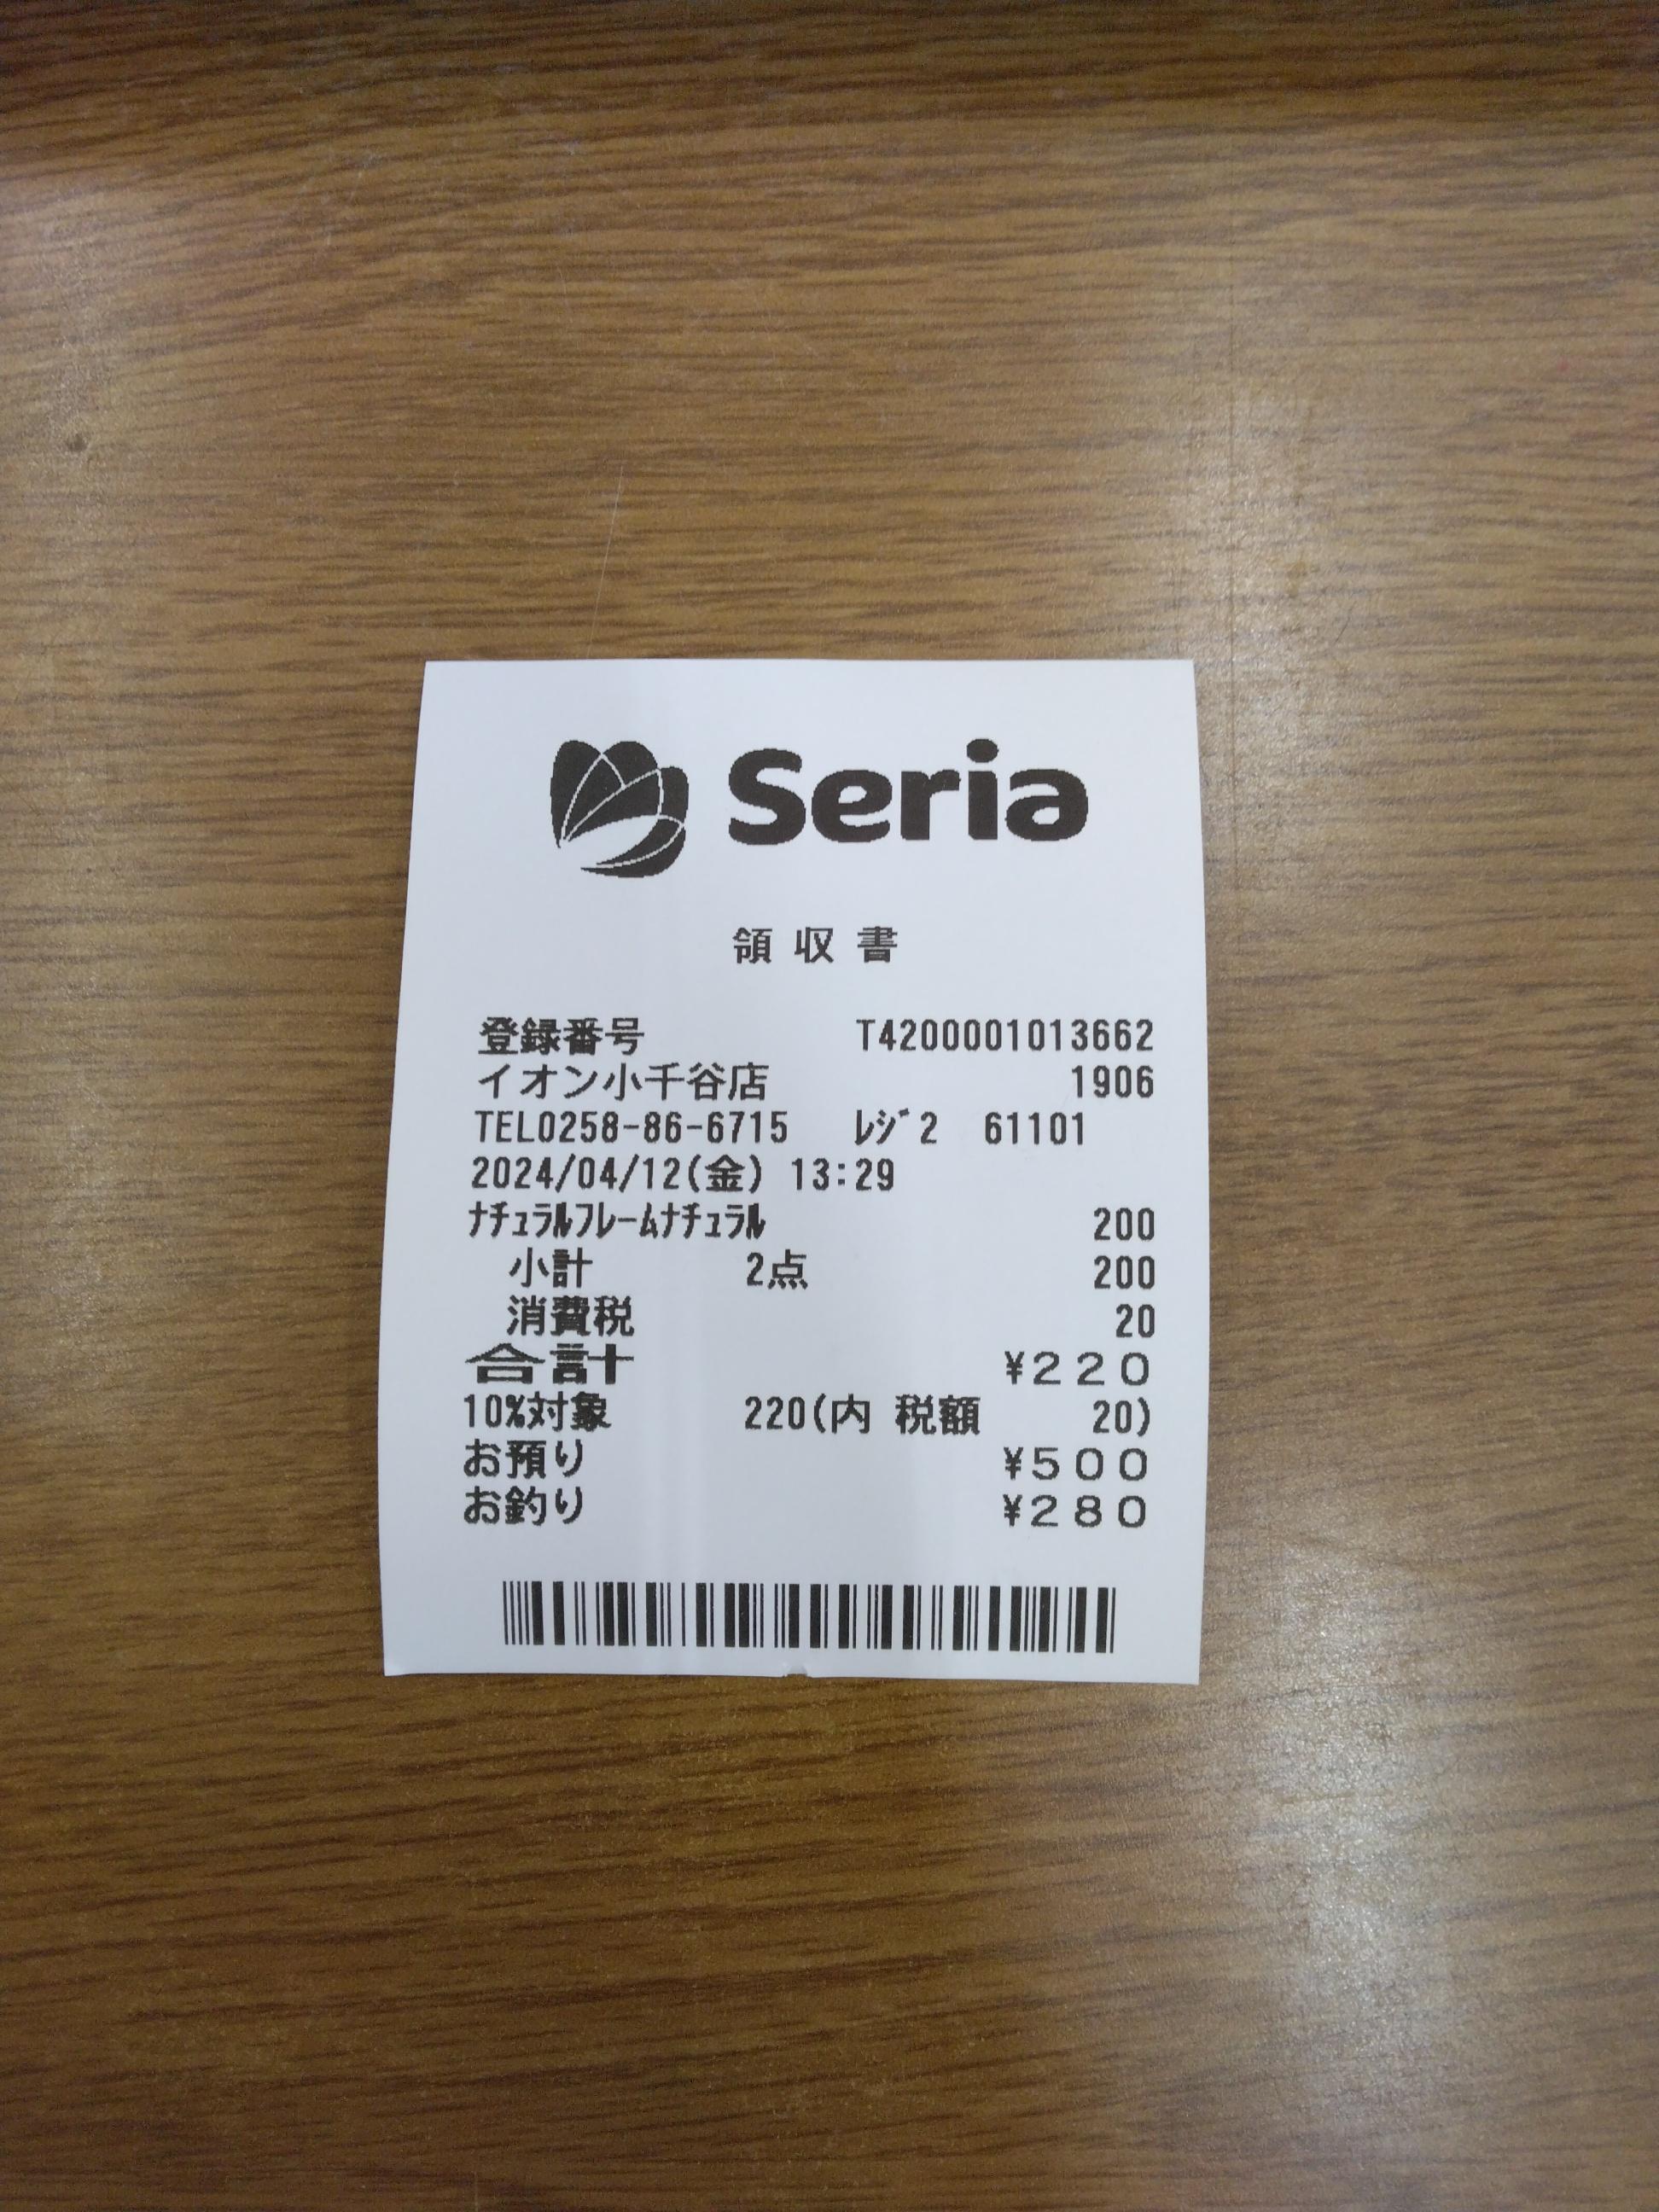 Seria
領収書
登録番号 T4200001013662
イオン小千谷店 1906
TEL0258-86-6715 ﾚｼﾞ2 61101
2024/04/12(金) 13:29
ﾅﾁｭﾗﾙﾌﾚｰﾑﾅﾁｭﾗﾙ 200
小計 2点 200
消費税 20
合計 ¥220
10%対象 220(内 税額 20)
お預り ¥500
お釣り ¥280